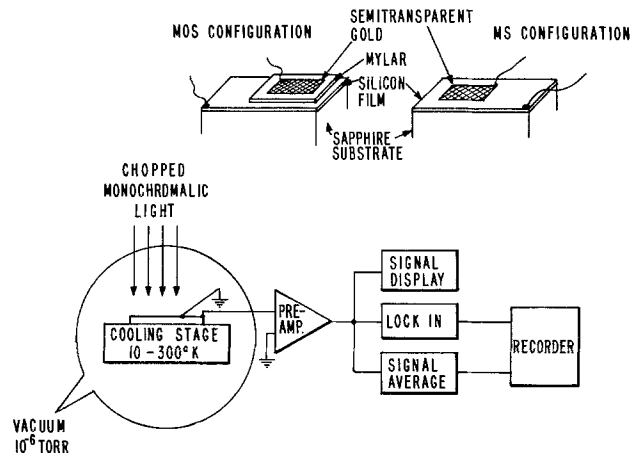 MOS CONFIGURATION
SEMITRANSPARENT
GOLD
MS CONFIGURATION
MYLAR
SILICON
FILM
SAPPHIRE
SUBSTRATE
CHOPPED
MONOCHROMALIC
LIGHT
COOLING STAGE
10-300°K
VACUUM
10⁻⁶ TORR
PRE-
AMP.
SIGNAL
DISPLAY
LOCK IN
SIGNAL
AVERAGE
RECORDER